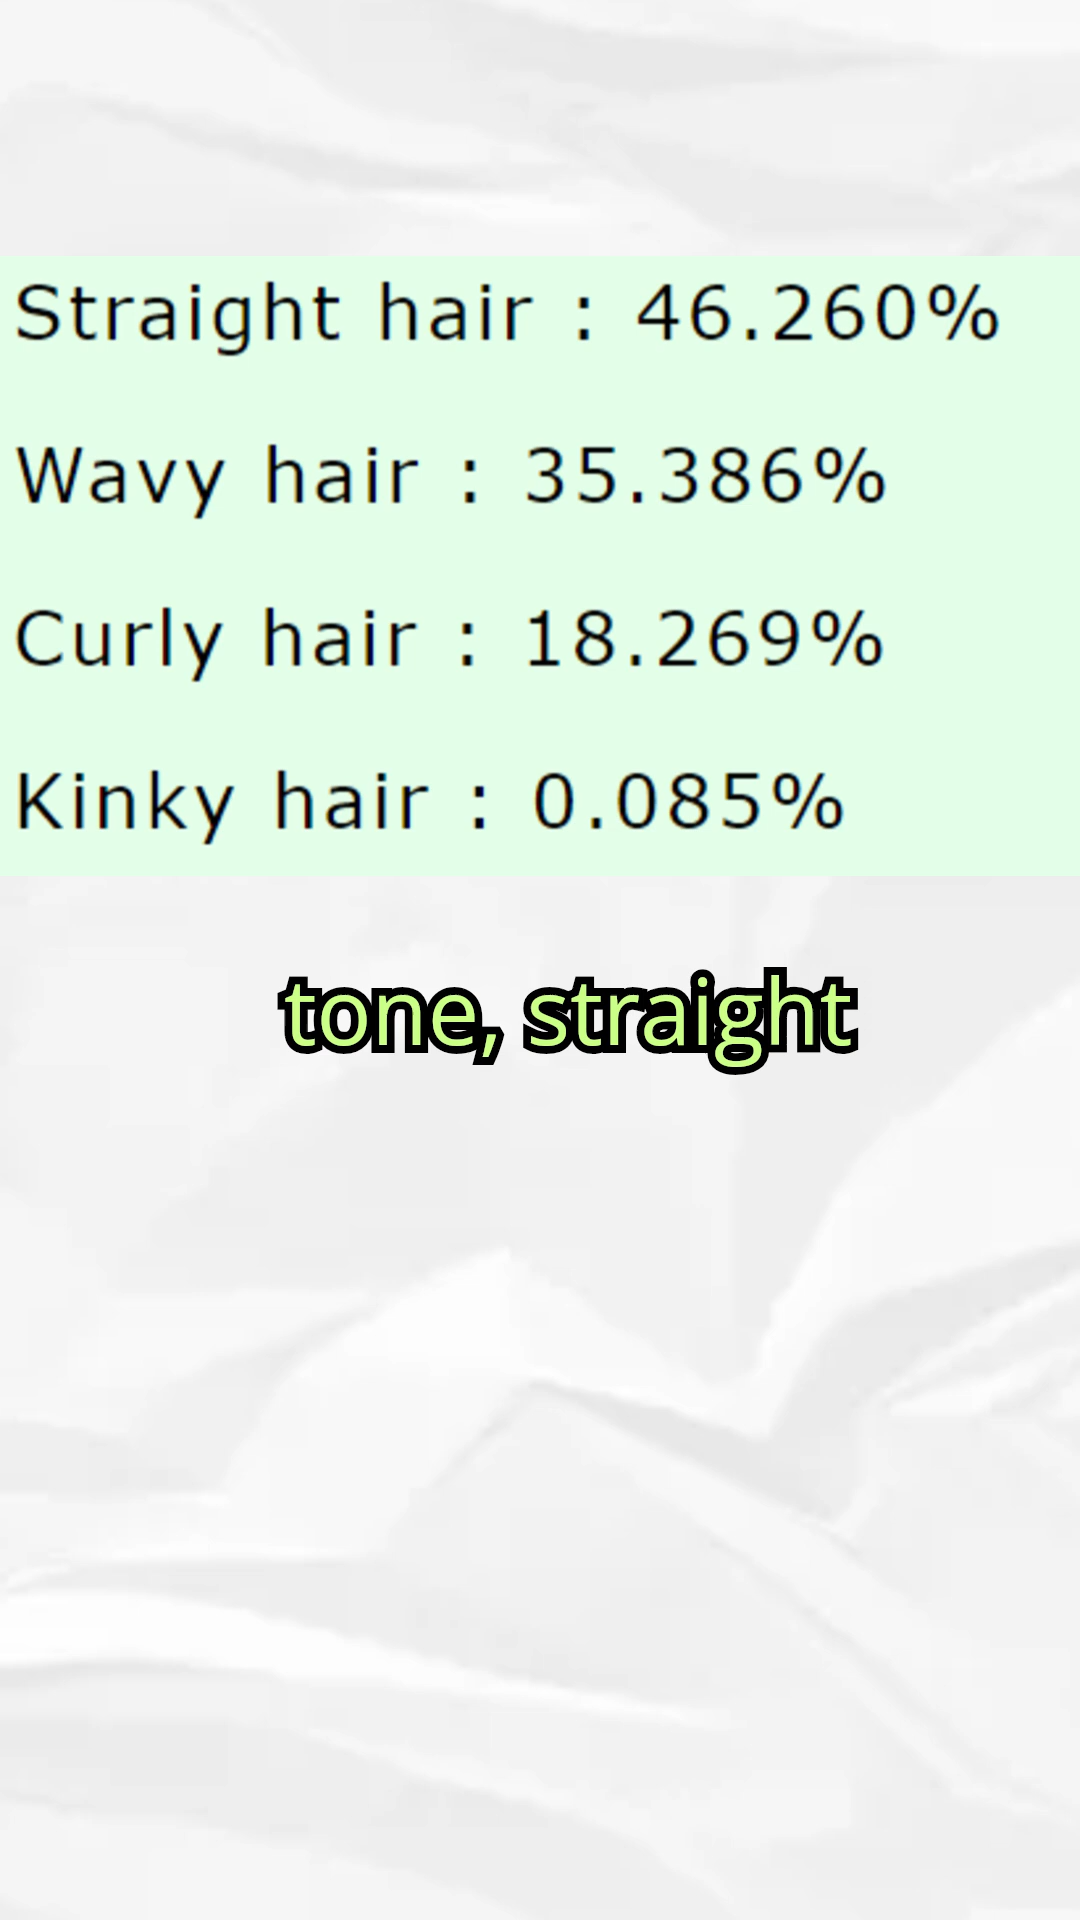 Straight hair : 46.260%
Wavy hair : 35.386%
Curly hair : 18.269%
Kinky hair : 0.085%
tone, straight